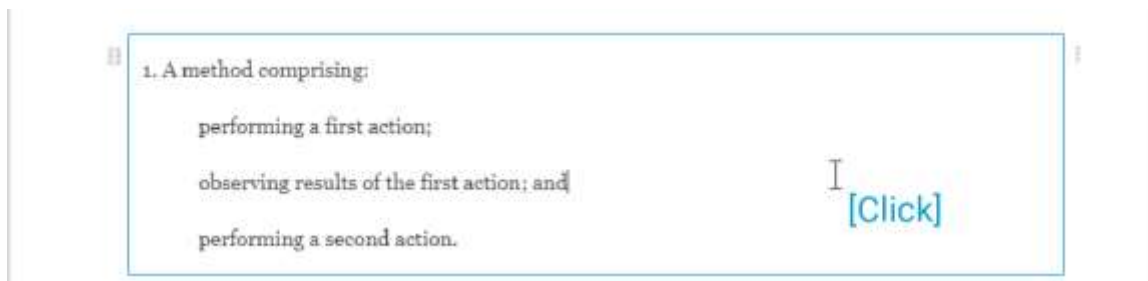 1. A method comprising:
performing a first action;
observing results of the first action; and
[Click]
performing a second action.